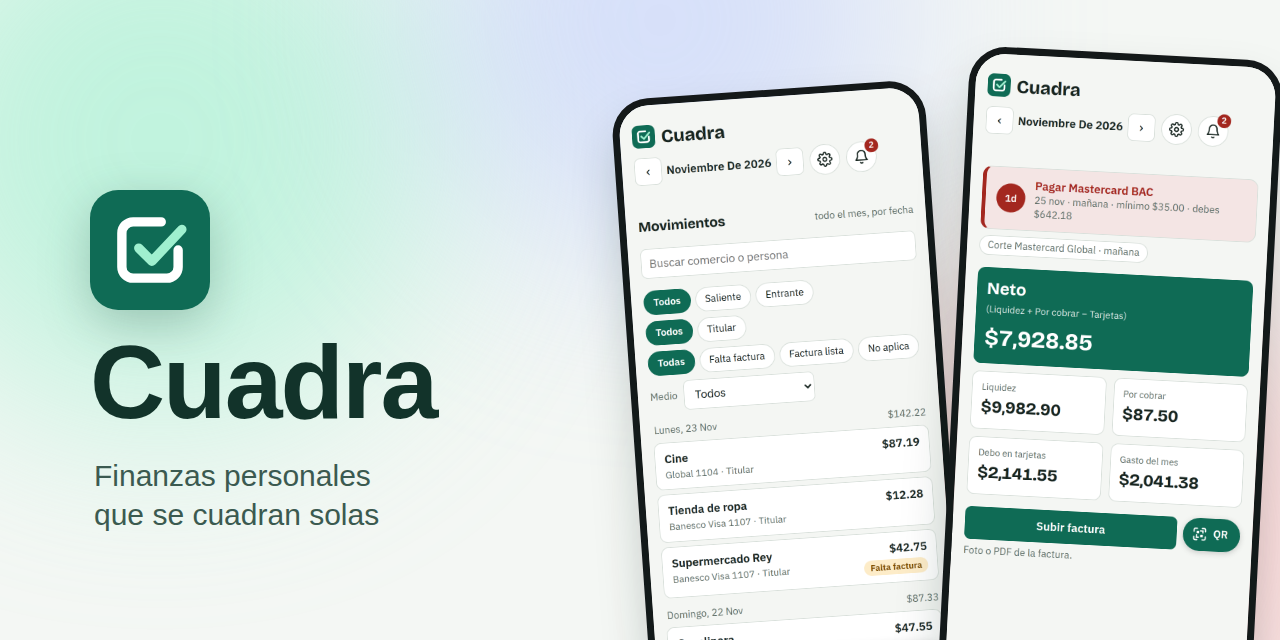 Cuadra
Finanzas personales
que se cuadran solas
Cuadra
‹ Noviembre De 2026 › 2
Movimientos todo el mes, por fecha
Buscar comercio o persona
Todos Saliente Entrante
Todos Titular
Todas Falta factura Factura lista No aplica
Medio Todos
Lunes, 23 Nov $142.22
Cine $87.19
Global 1104 · Titular
Tienda de ropa $12.28
Banesco Visa 1107 · Titular
Supermercado Rey $42.75
Banesco Visa 1107 · Titular Falta factura
Domingo, 22 Nov $87.33
$47.55
Cuadra
‹ Noviembre De 2026 › 2
1d Pagar Mastercard BAC
25 nov · mañana · mínimo $35.00 · debes
$642.18
Corte Mastercard Global · mañana
Neto
(Liquidez + Por cobrar − Tarjetas)
$7,928.85
Liquidez Por cobrar
$9,982.90 $87.50
Debo en tarjetas Gasto del mes
$2,141.55 $2,041.38
Subir factura QR
Foto o PDF de la factura.